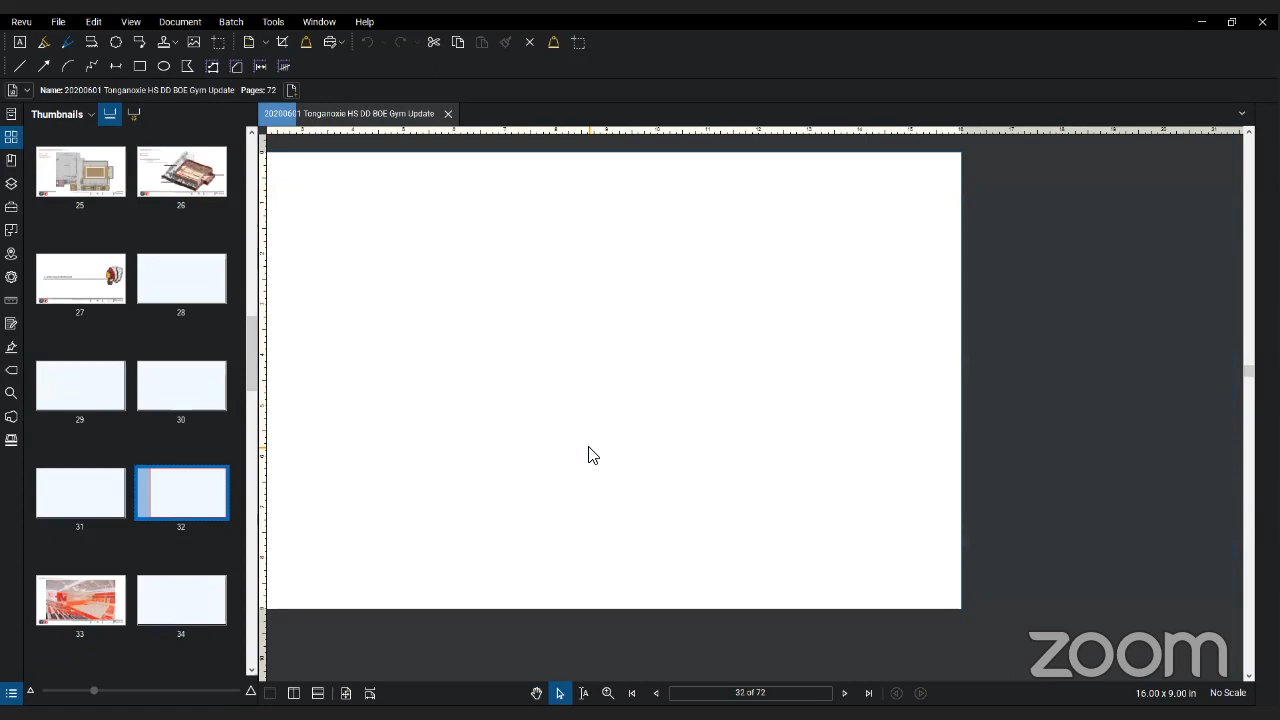 Revu File Edit View Document Batch Tools Window Help
Name: 20200601 Tonganoxie HS DD BOE Gym Update Pages: 72
Thumbnails
20200601 Tonganoxie HS DD BOE Gym Update
25 26
27 28
29 30
31 32
33 34
32 of 72
16.00 x 9.00 in No Scale
zoom